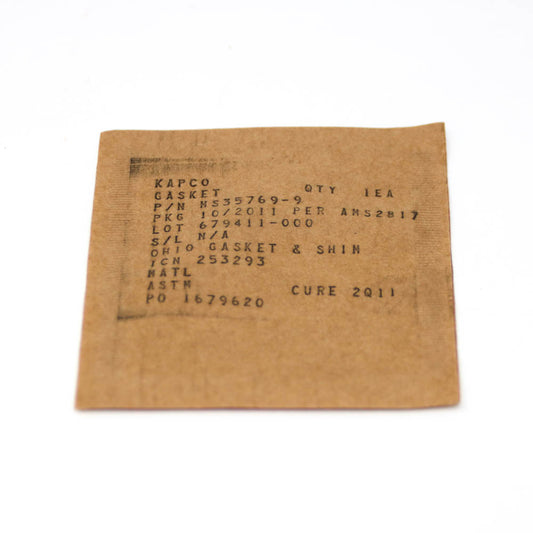 KAPCO
GASKET QTY 1EA
P/N MS35769-9
PKG 10/2011 PER AMS2817
LOT 679411-000
S/L N/A
OHIO GASKET & SHIM
ICN 253293
MATL
ASTM CURE 2Q11
PO 1679620